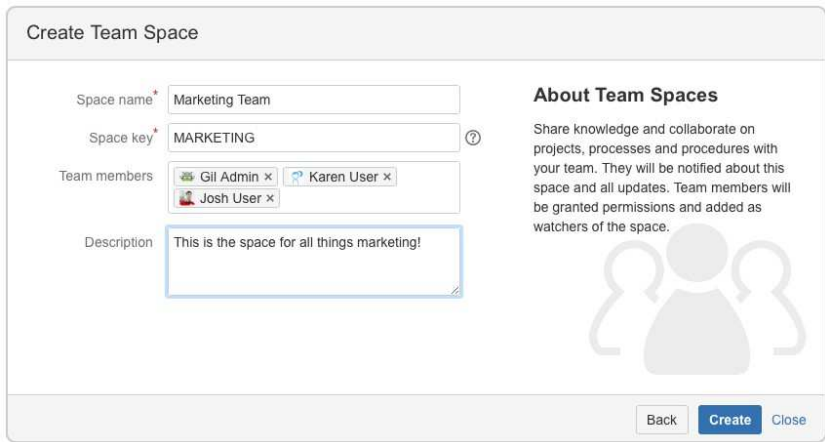 Create Team Space
Space name* Marketing Team
Space key* MARKETING
Team members Gil Admin × Karen User ×
Josh User ×
Description This is the space for all things marketing!
About Team Spaces
Share knowledge and collaborate on
projects, processes and procedures with
your team. They will be notified about this
space and all updates. Team members will
be granted permissions and added as
watchers of the space.
Back Create Close